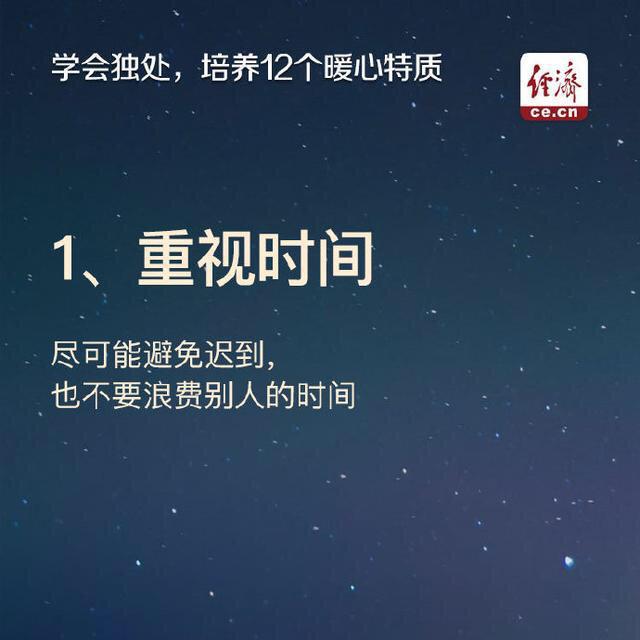 学会独处，培养12个暖心特质
经济
ce.cn
1、重视时间
尽可能避免迟到，
也不要浪费别人的时间